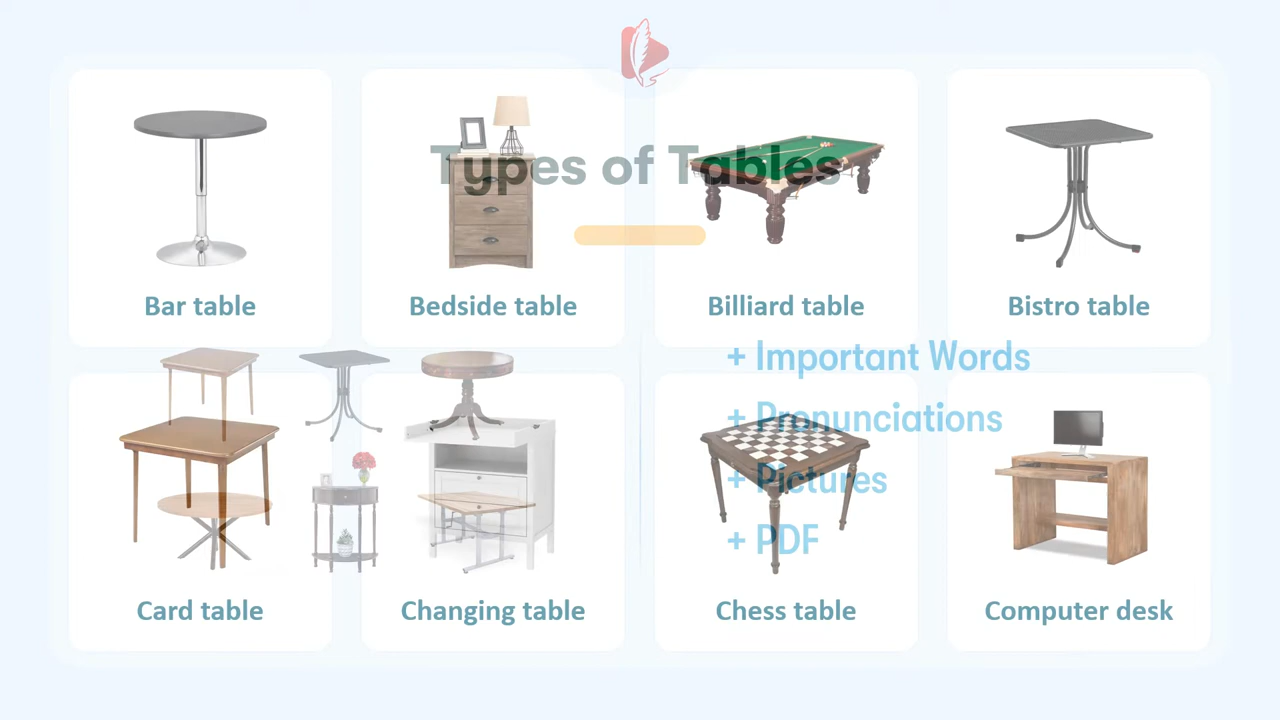 Types of Tables
Bar table
Bedside table
Billiard table
Bistro table
+ Important Words
+ Pronunciations
+ Pictures
+ PDF
Card table
Changing table
Chess table
Computer desk